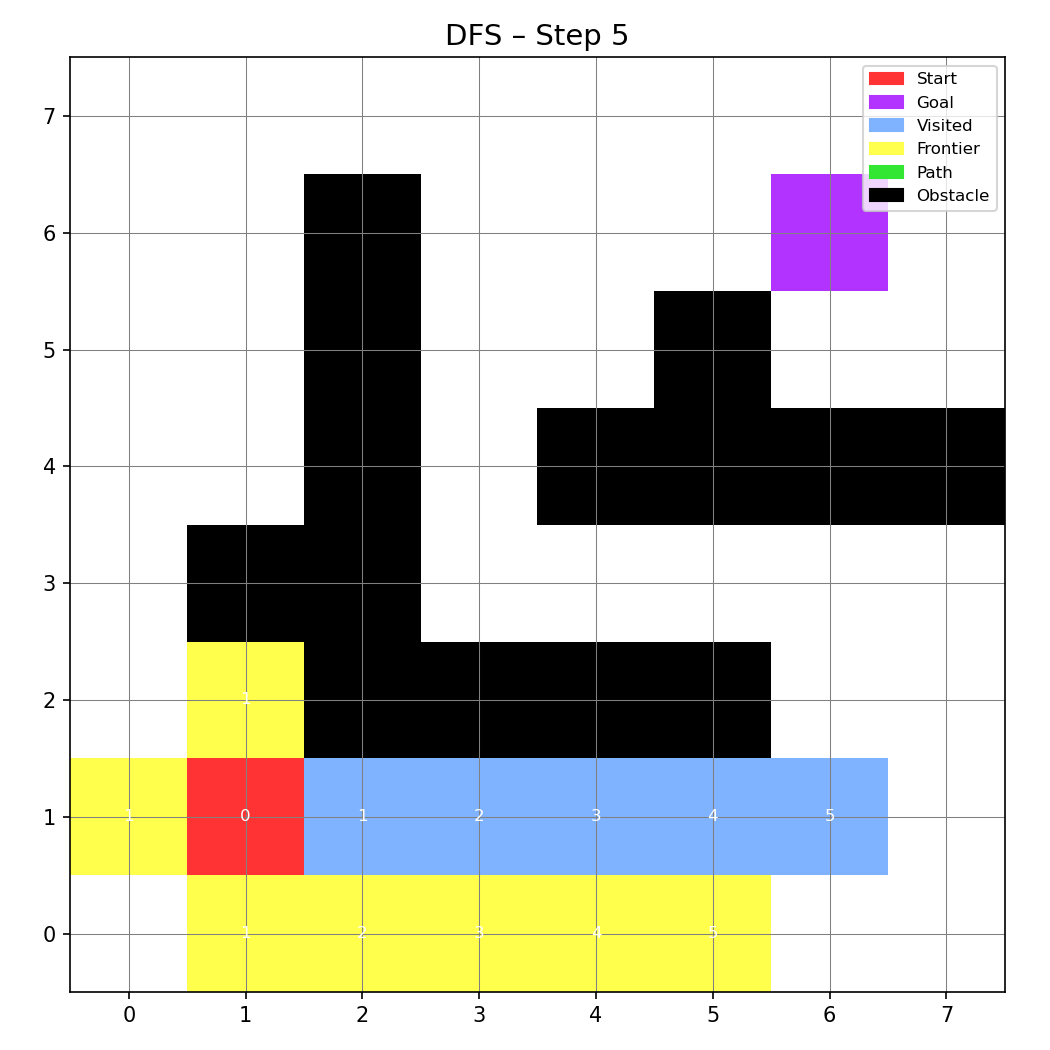 DFS – Step 5
Start
Goal
Visited
Frontier
Path
Obstacle
7
6
5
4
3
2
1
0
1
1 0 1 2 3 4 5
1 2 3 4 5
0 1 2 3 4 5 6 7